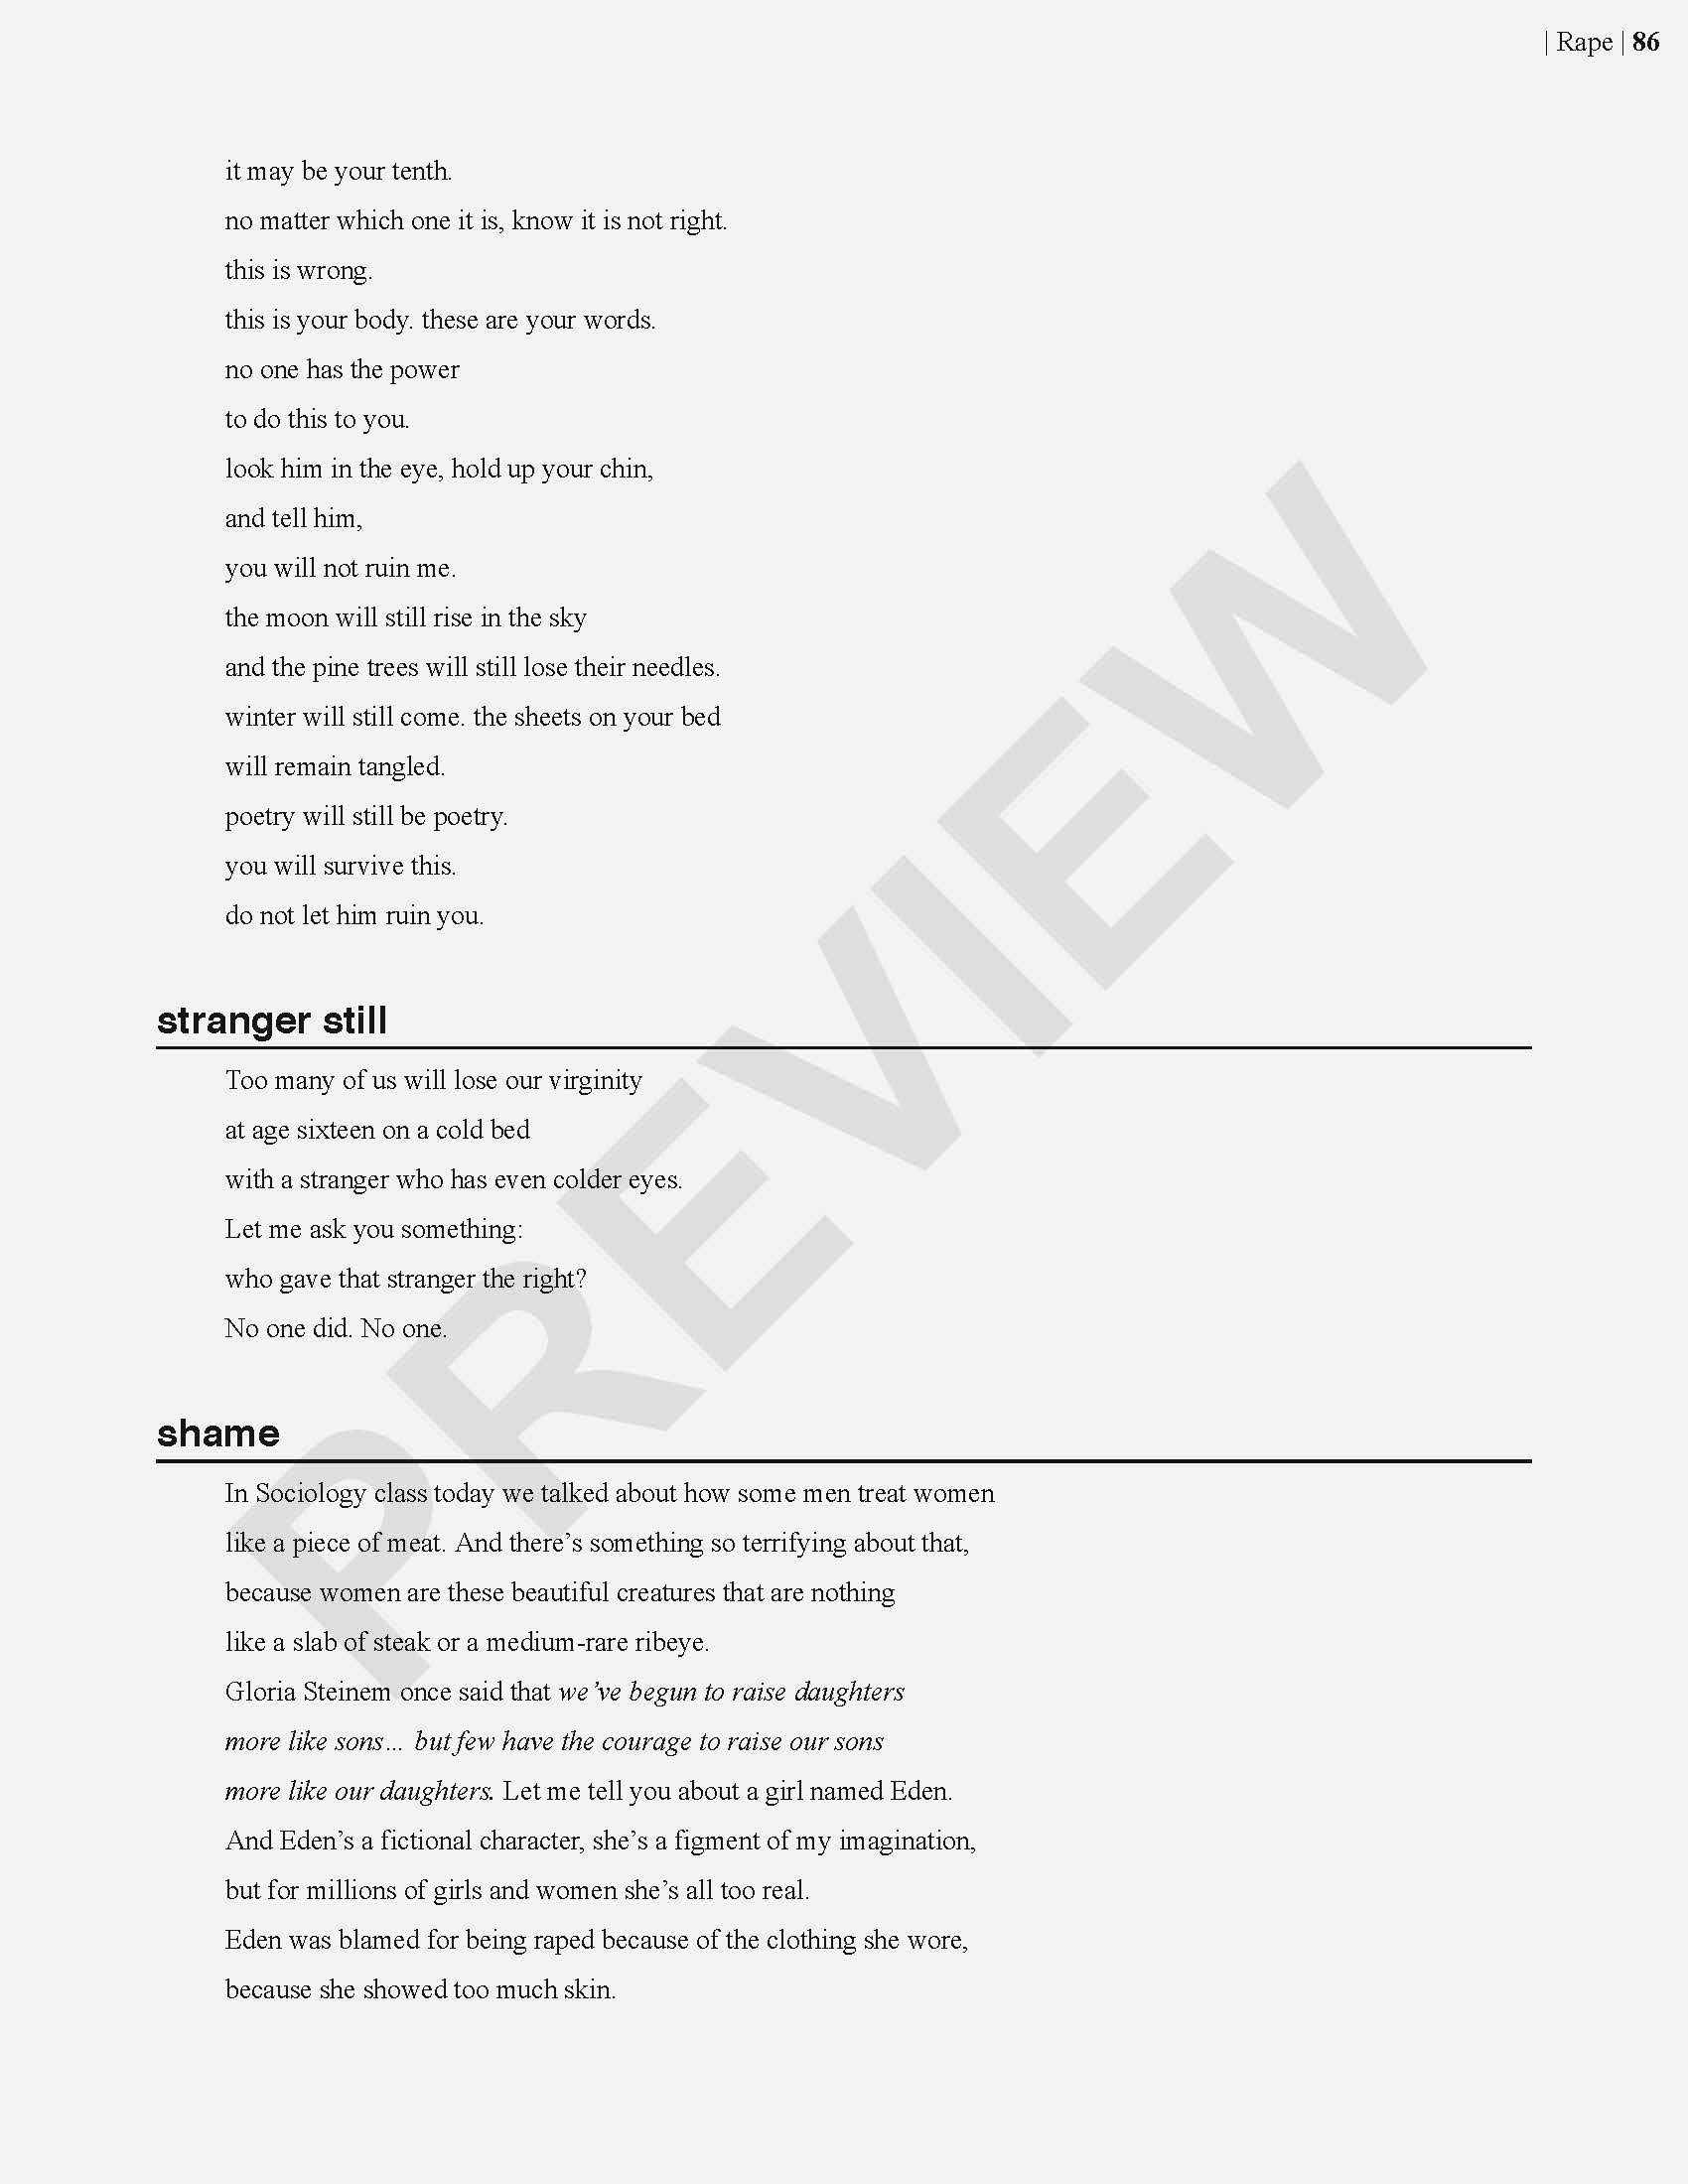 | Rape | 86
it may be your tenth.
no matter which one it is, know it is not right.
this is wrong.
this is your body. these are your words.
no one has the power
to do this to you.
look him in the eye, hold up your chin,
and tell him,
you will not ruin me.
the moon will still rise in the sky
and the pine trees will still lose their needles.
winter will still come. the sheets on your bed
will remain tangled.
poetry will still be poetry.
you will survive this.
do not let him ruin you.
stranger still
Too many of us will lose our virginity
at age sixteen on a cold bed
with a stranger who has even colder eyes.
Let me ask you something:
who gave that stranger the right?
No one did. No one.
shame
In Sociology class today we talked about how some men treat women
like a piece of meat. And there’s something so terrifying about that,
because women are these beautiful creatures that are nothing
like a slab of steak or a medium-rare ribeye.
Gloria Steinem once said that we’ve begun to raise daughters
more like sons… but few have the courage to raise our sons
more like our daughters. Let me tell you about a girl named Eden.
And Eden’s a fictional character, she’s a figment of my imagination,
but for millions of girls and women she’s all too real.
Eden was blamed for being raped because of the clothing she wore,
because she showed too much skin.
PREVIEW